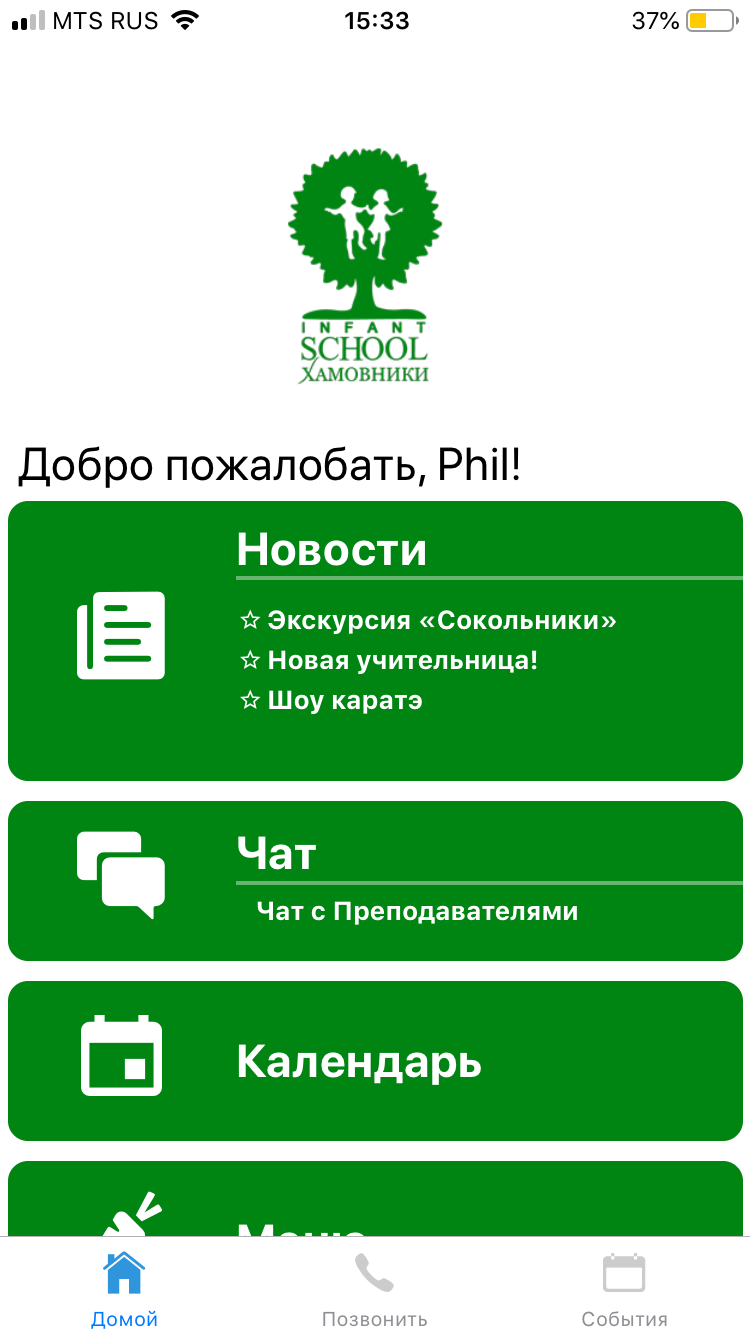 MTS RUS 15:33 37%
INFANT
SCHOOL
ХАМОВНИКИ
Добро пожалобать, Phil!
Новости
☆ Экскурсия «Сокольники»
☆ Новая учительница!
☆ Шоу каратэ
Чат
Чат с Преподавателями
Календарь
Меню
Домой Позвонить События